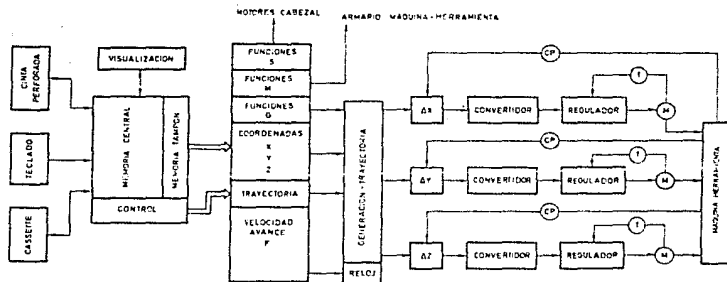 MOTORES CABEZAL
ARMARIO MAQUINA-HERRAMIENTA
CINTA
PERFORADA
TECLADO
CASSETTE
VISUALIZACION
MEMORIA CENTRAL
MEMORIA TAMPON
CONTROL
FUNCIONES
S
FUNCIONES
M
FUNCIONES
G
COORDENADAS
X
Y
Z
TRAYECTORIA
VELOCIDAD
AVANCE
F
GENERACION-TRAYECTORIA
RELOJ
CP
ΔX
CONVERTIDOR
REGULADOR
T
M
CP
ΔY
CONVERTIDOR
REGULADOR
T
M
CP
ΔZ
CONVERTIDOR
REGULADOR
T
M
MAQUINA HERRAMIENTA